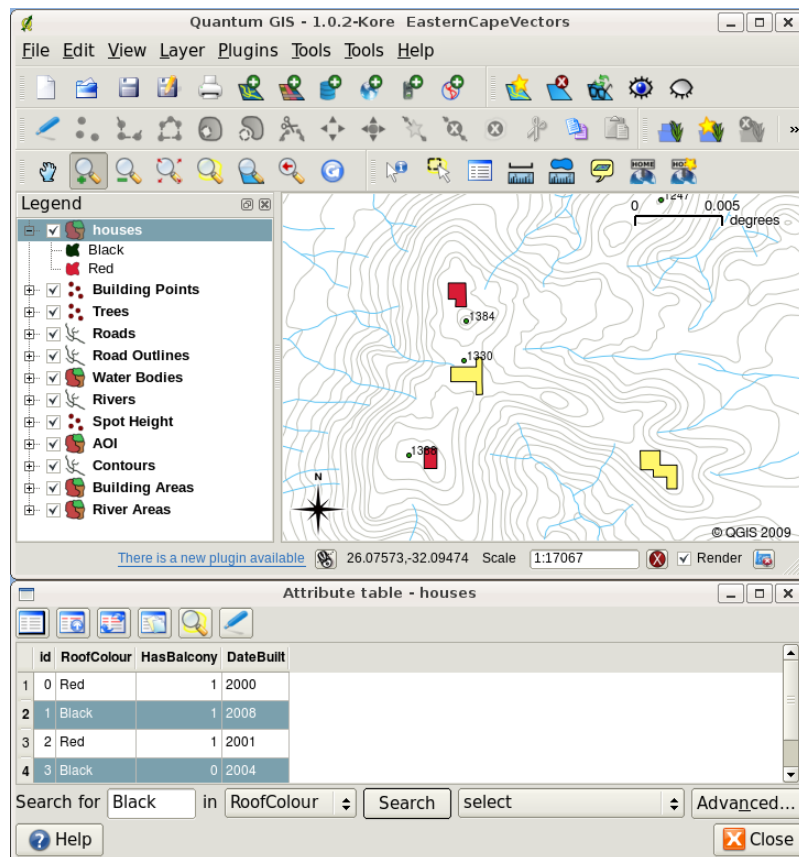 Quantum GIS - 1.0.2-Kore EasternCapeVectors
File Edit View Layer Plugins Tools Tools Help
»
HOME
Legend
houses
Black
Red
Building Points
Trees
Roads
Road Outlines
Water Bodies
Rivers
Spot Height
AOI
Contours
Building Areas
River Areas
1247
0 0.005
degrees
1384
1330
1388
N
© QGIS 2009
There is a new plugin available 26.07573,-32.09474 Scale 1:17067 Render
Attribute table - houses
id RoofColour HasBalcony DateBuilt
1 0 Red 1 2000
2 1 Black 1 2008
3 2 Red 1 2001
4 3 Black 0 2004
Search for Black in RoofColour Search select Advanced...
Help Close